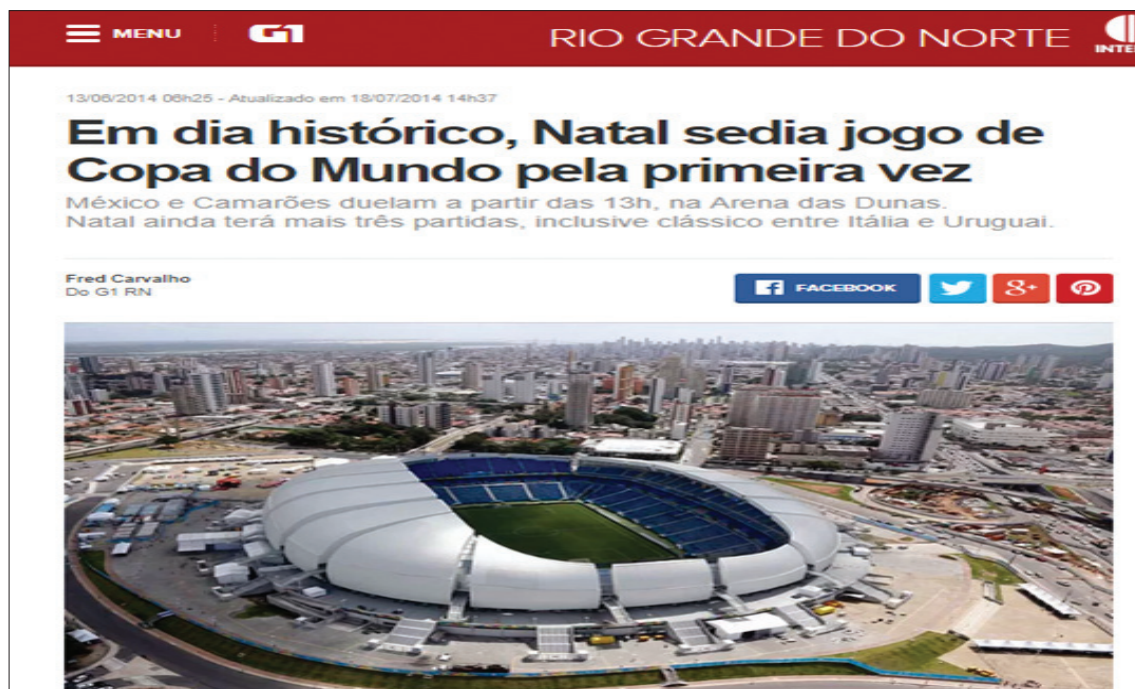 MENU G1 RIO GRANDE DO NORTE
13/06/2014 06h25 - Atualizado em 18/07/2014 14h37
Em dia histórico, Natal sedia jogo de
Copa do Mundo pela primeira vez
México e Camarões duelam a partir das 13h, na Arena das Dunas.
Natal ainda terá mais três partidas, inclusive clássico entre Itália e Uruguai.
Fred Carvalho
Do G1 RN
FACEBOOK